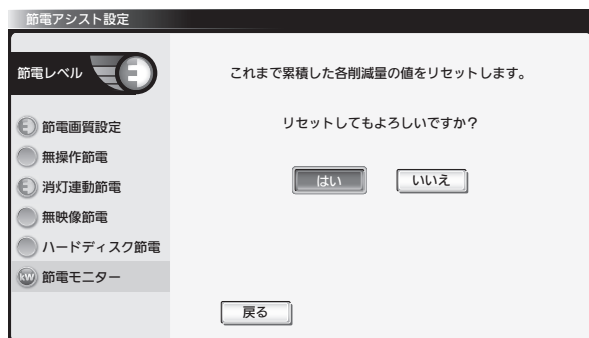 節電アシスト設定
節電レベル
節電画質設定
無操作節電
消灯連動節電
無映像節電
ハードディスク節電
kW 節電モニター
これまで累積した各削減量の値をリセットします。
リセットしてもよろしいですか?
はい
いいえ
戻る